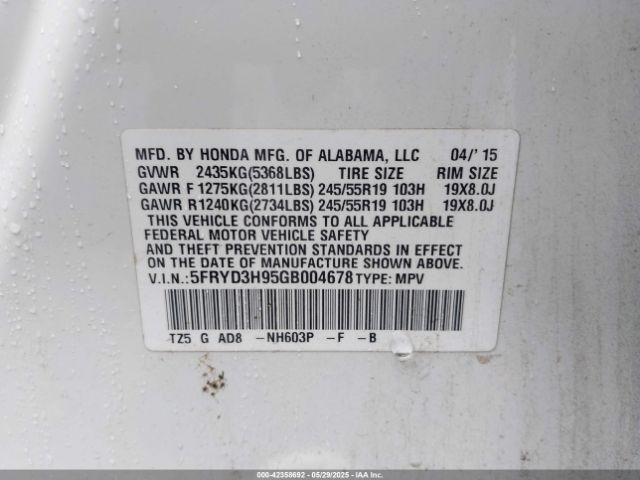 MFD. BY HONDA MFG. OF ALABAMA, LLC 04/' 15
GVWR 2435KG(5368LBS) TIRE SIZE RIM SIZE
GAWR F 1275KG(2811LBS) 245/55R19 103H 19X8.0J
GAWR R1240KG(2734LBS) 245/55R19 103H 19X8.0J
THIS VEHICLE CONFORMS TO ALL APPLICABLE
FEDERAL MOTOR VEHICLE SAFETY
AND THEFT PREVENTION STANDARDS IN EFFECT
ON THE DATE OF MANUFACTURE SHOWN ABOVE.
V.I.N.: 5FRYD3H95GB004678 TYPE: MPV
TZ5 G AD8 -NH603P -F -B
000-42358692 - 05/29/2025 - IAA, Inc.